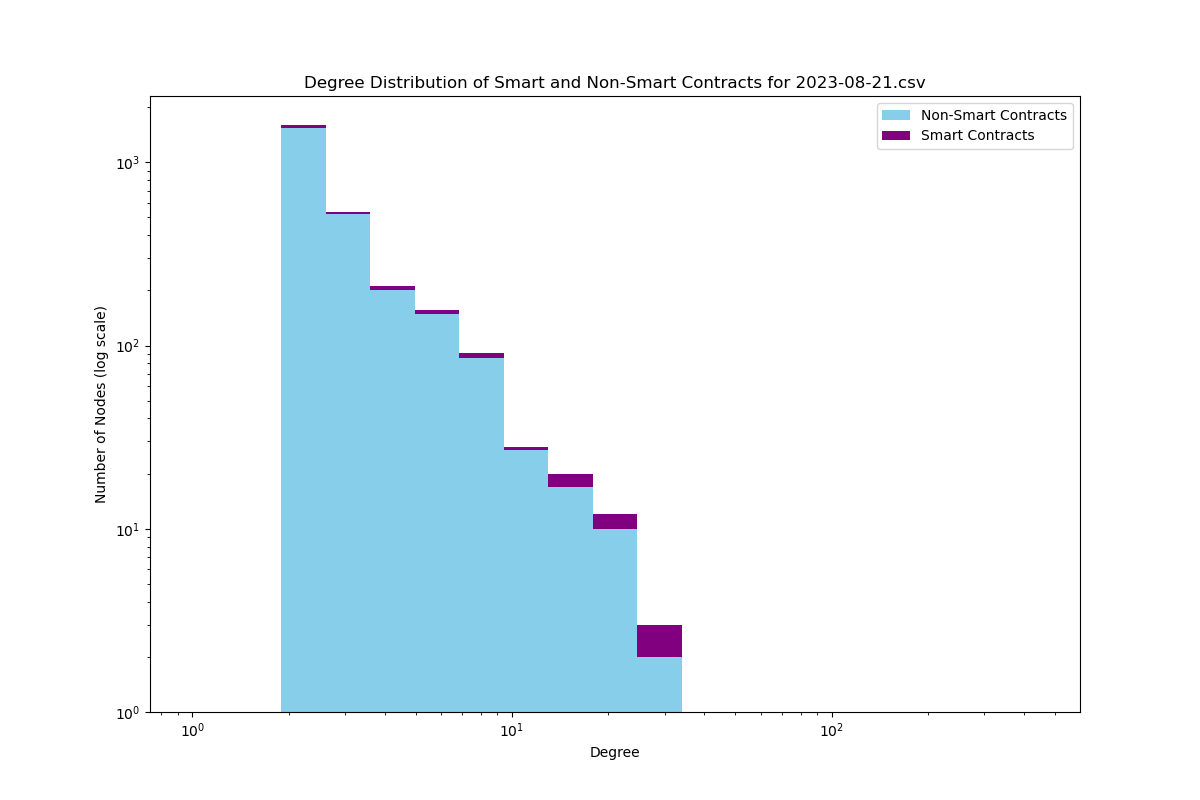 Degree Distribution of Smart and Non-Smart Contracts for 2023-08-21.csv
Non-Smart Contracts
Smart Contracts
Number of Nodes (log scale)
10³
10²
10¹
10⁰
10⁰ 10¹ 10²
Degree